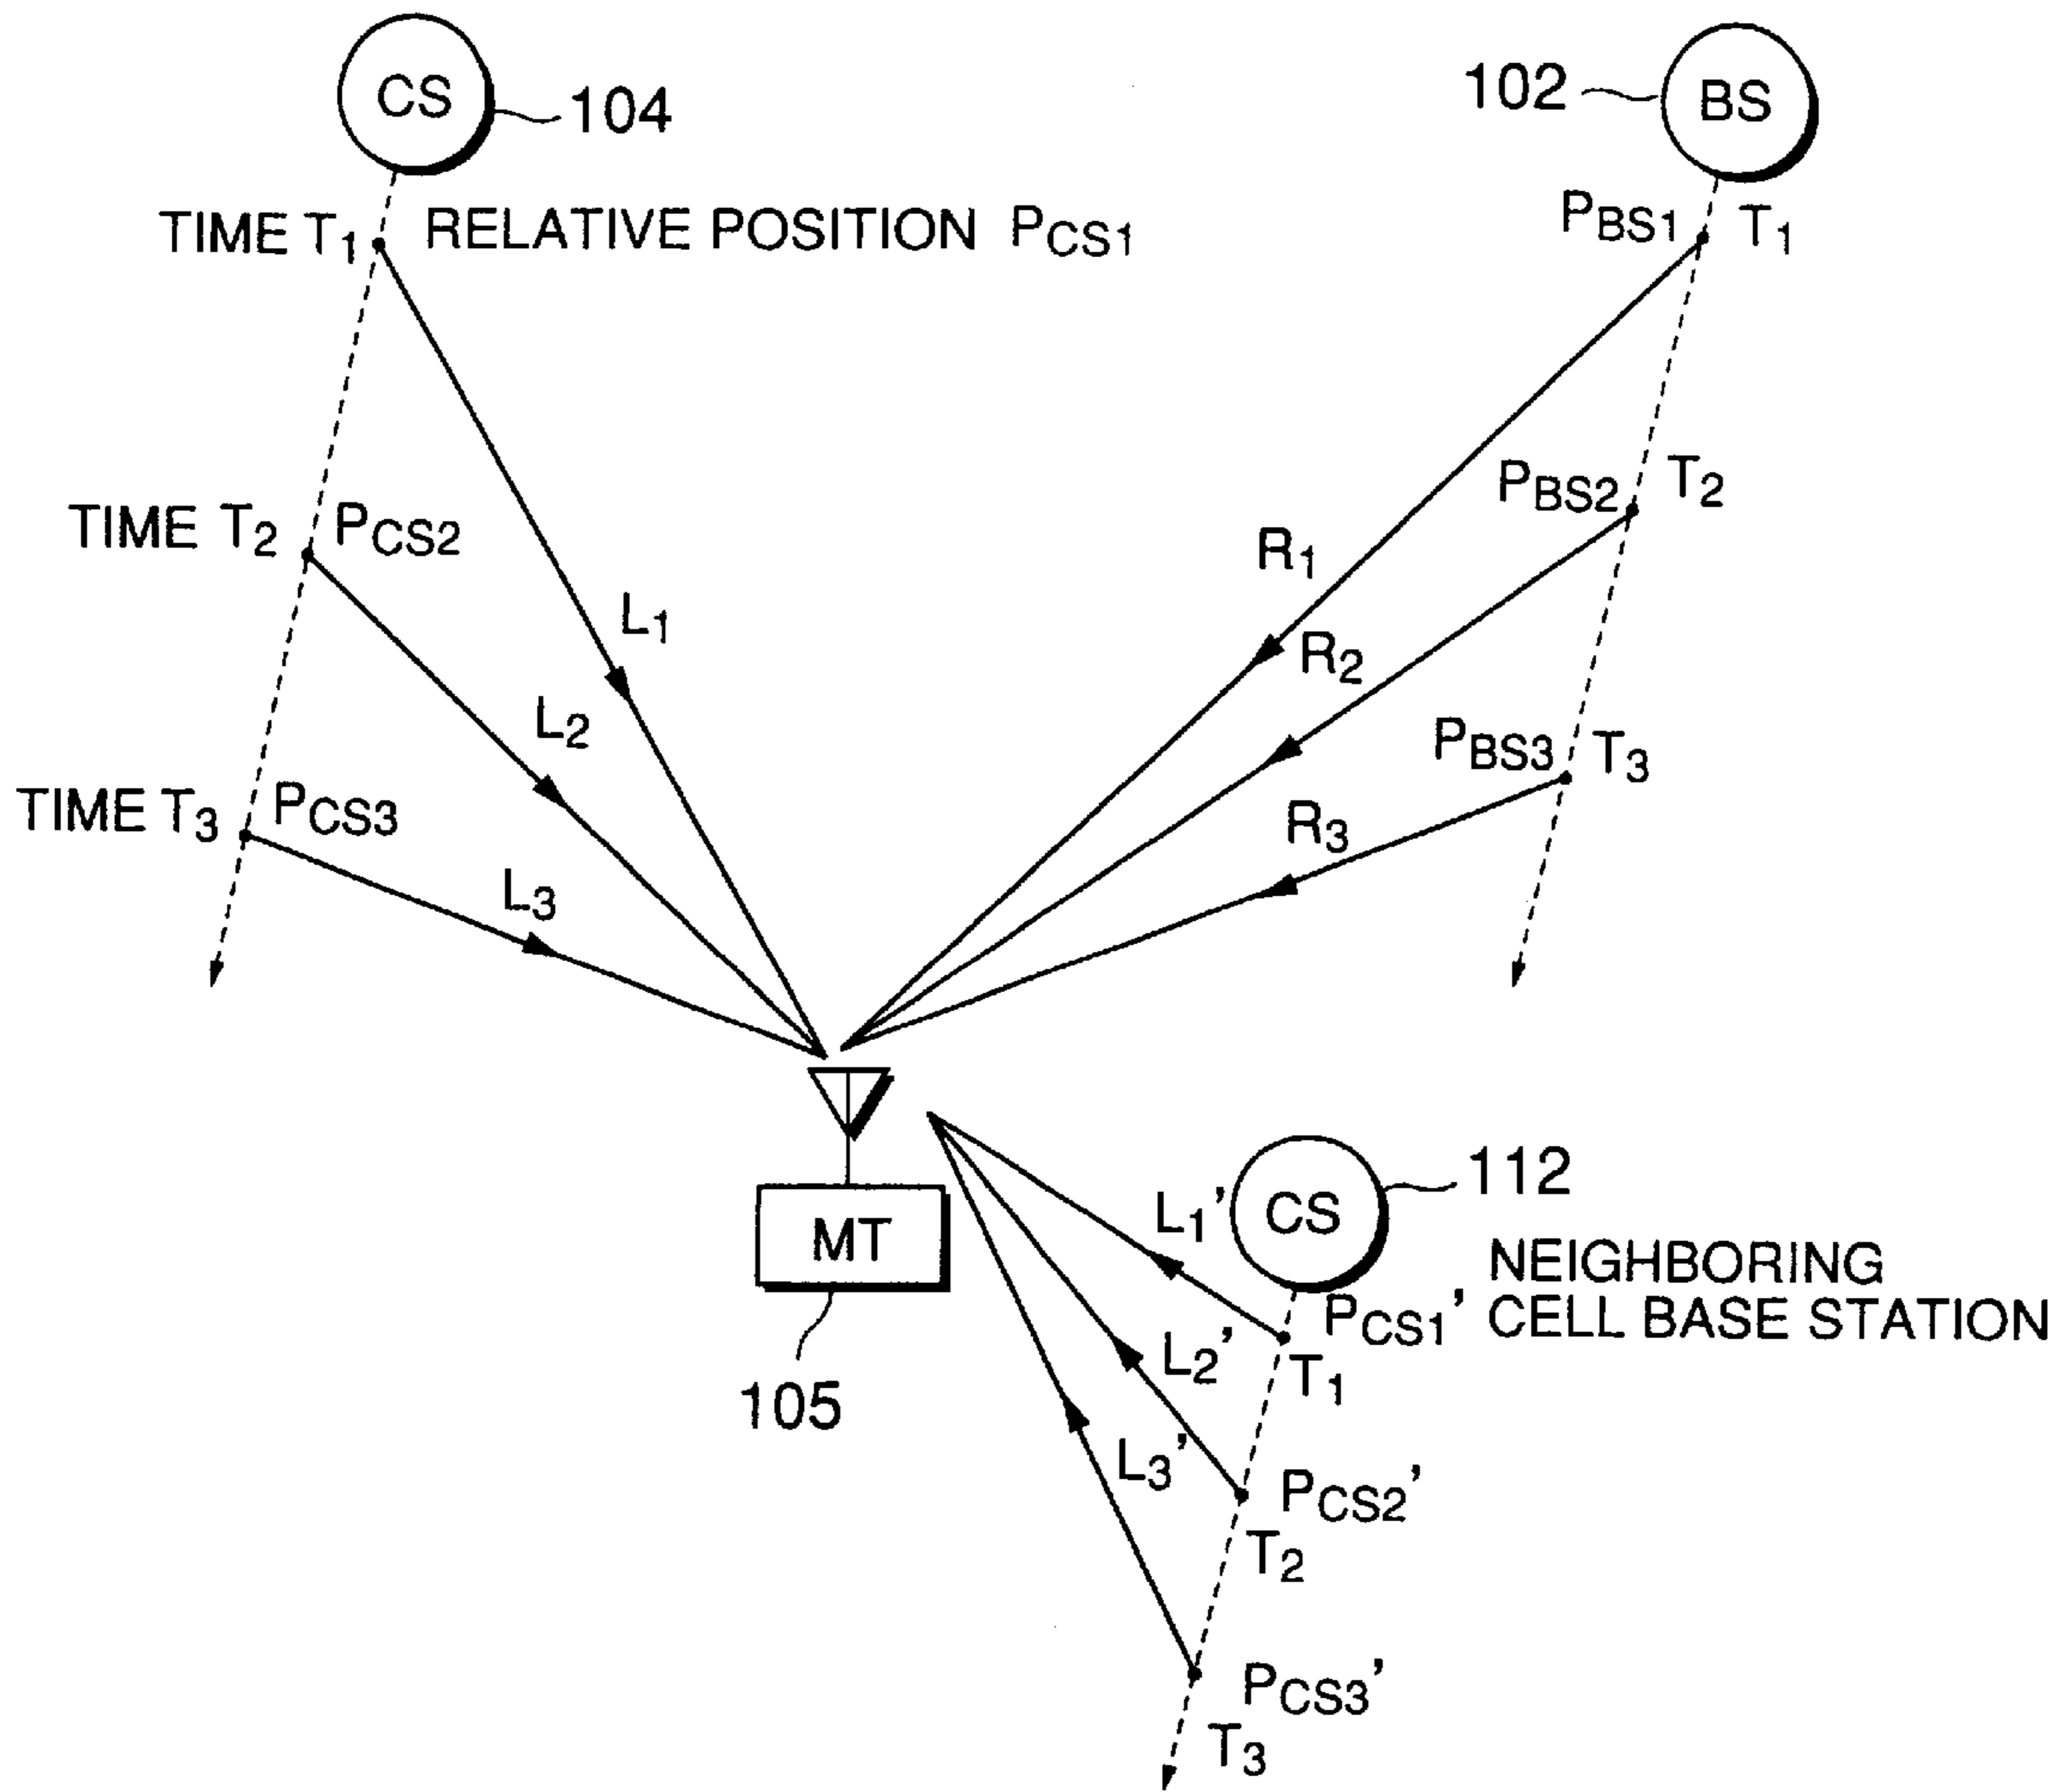 CS
104
102
BS
TIME T1
RELATIVE POSITION PCS1
PBS1
T1
TIME T2
PCS2
PBS2
T2
R1
L1
R2
L2
PBS3
T3
TIME T3
PCS3
R3
L3
MT
105
CS
112
NEIGHBORING
CELL BASE STATION
L1'
PCS1'
T1
L2'
L3'
PCS2'
T2
PCS3'
T3